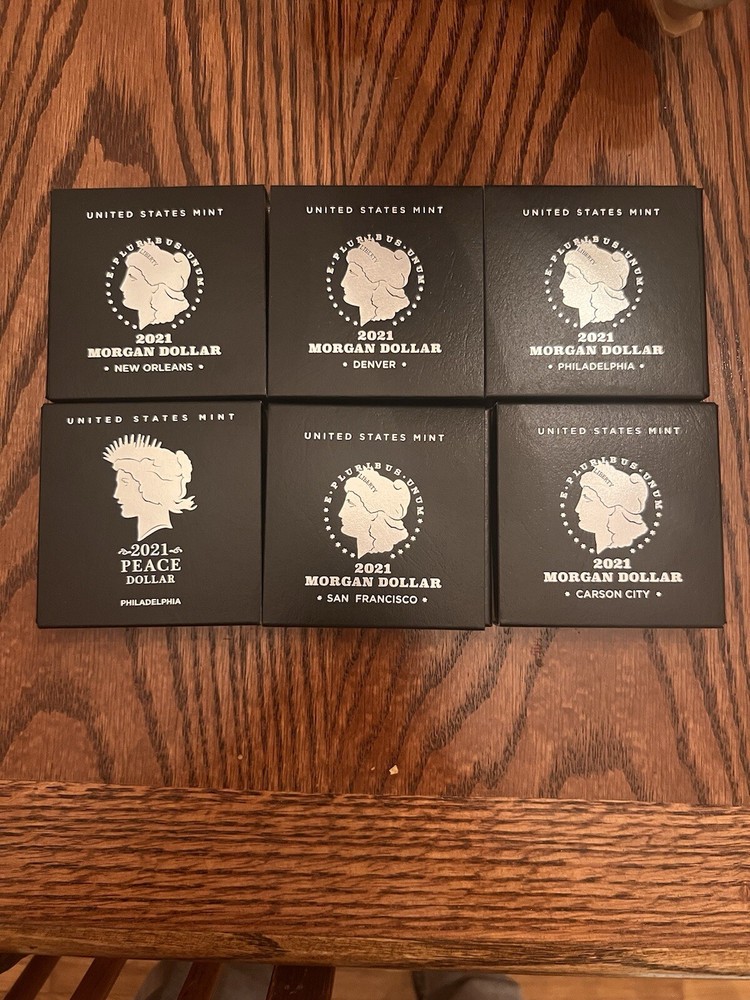 UNITED STATES MINT
E·PLURIBUS·UNUM
LIBERTY
2021
MORGAN DOLLAR
• NEW ORLEANS •
UNITED STATES MINT
E·PLURIBUS·UNUM
LIBERTY
2021
MORGAN DOLLAR
• DENVER •
UNITED STATES MINT
E·PLURIBUS·UNUM
LIBERTY
2021
MORGAN DOLLAR
• PHILADELPHIA •
UNITED STATES MINT
2021
PEACE
DOLLAR
PHILADELPHIA
UNITED STATES MINT
E·PLURIBUS·UNUM
LIBERTY
2021
MORGAN DOLLAR
• SAN FRANCISCO •
UNITED STATES MINT
E·PLURIBUS·UNUM
LIBERTY
2021
MORGAN DOLLAR
• CARSON CITY •